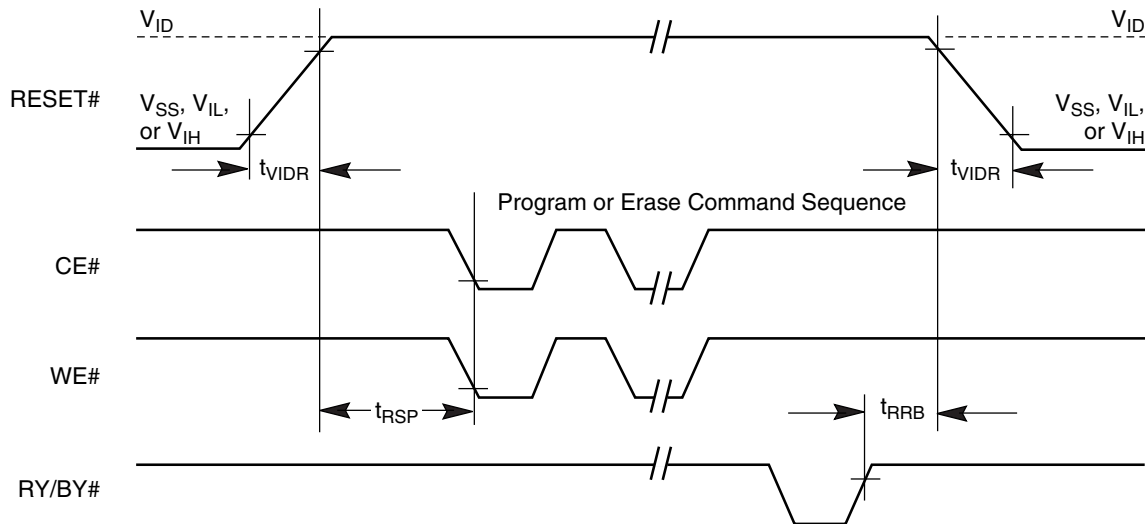 VID
VID
RESET#
VSS, VIL,
or VIH
VSS, VIL,
or VIH
tVIDR
tVIDR
Program or Erase Command Sequence
CE#
WE#
tRSP
tRRB
RY/BY#